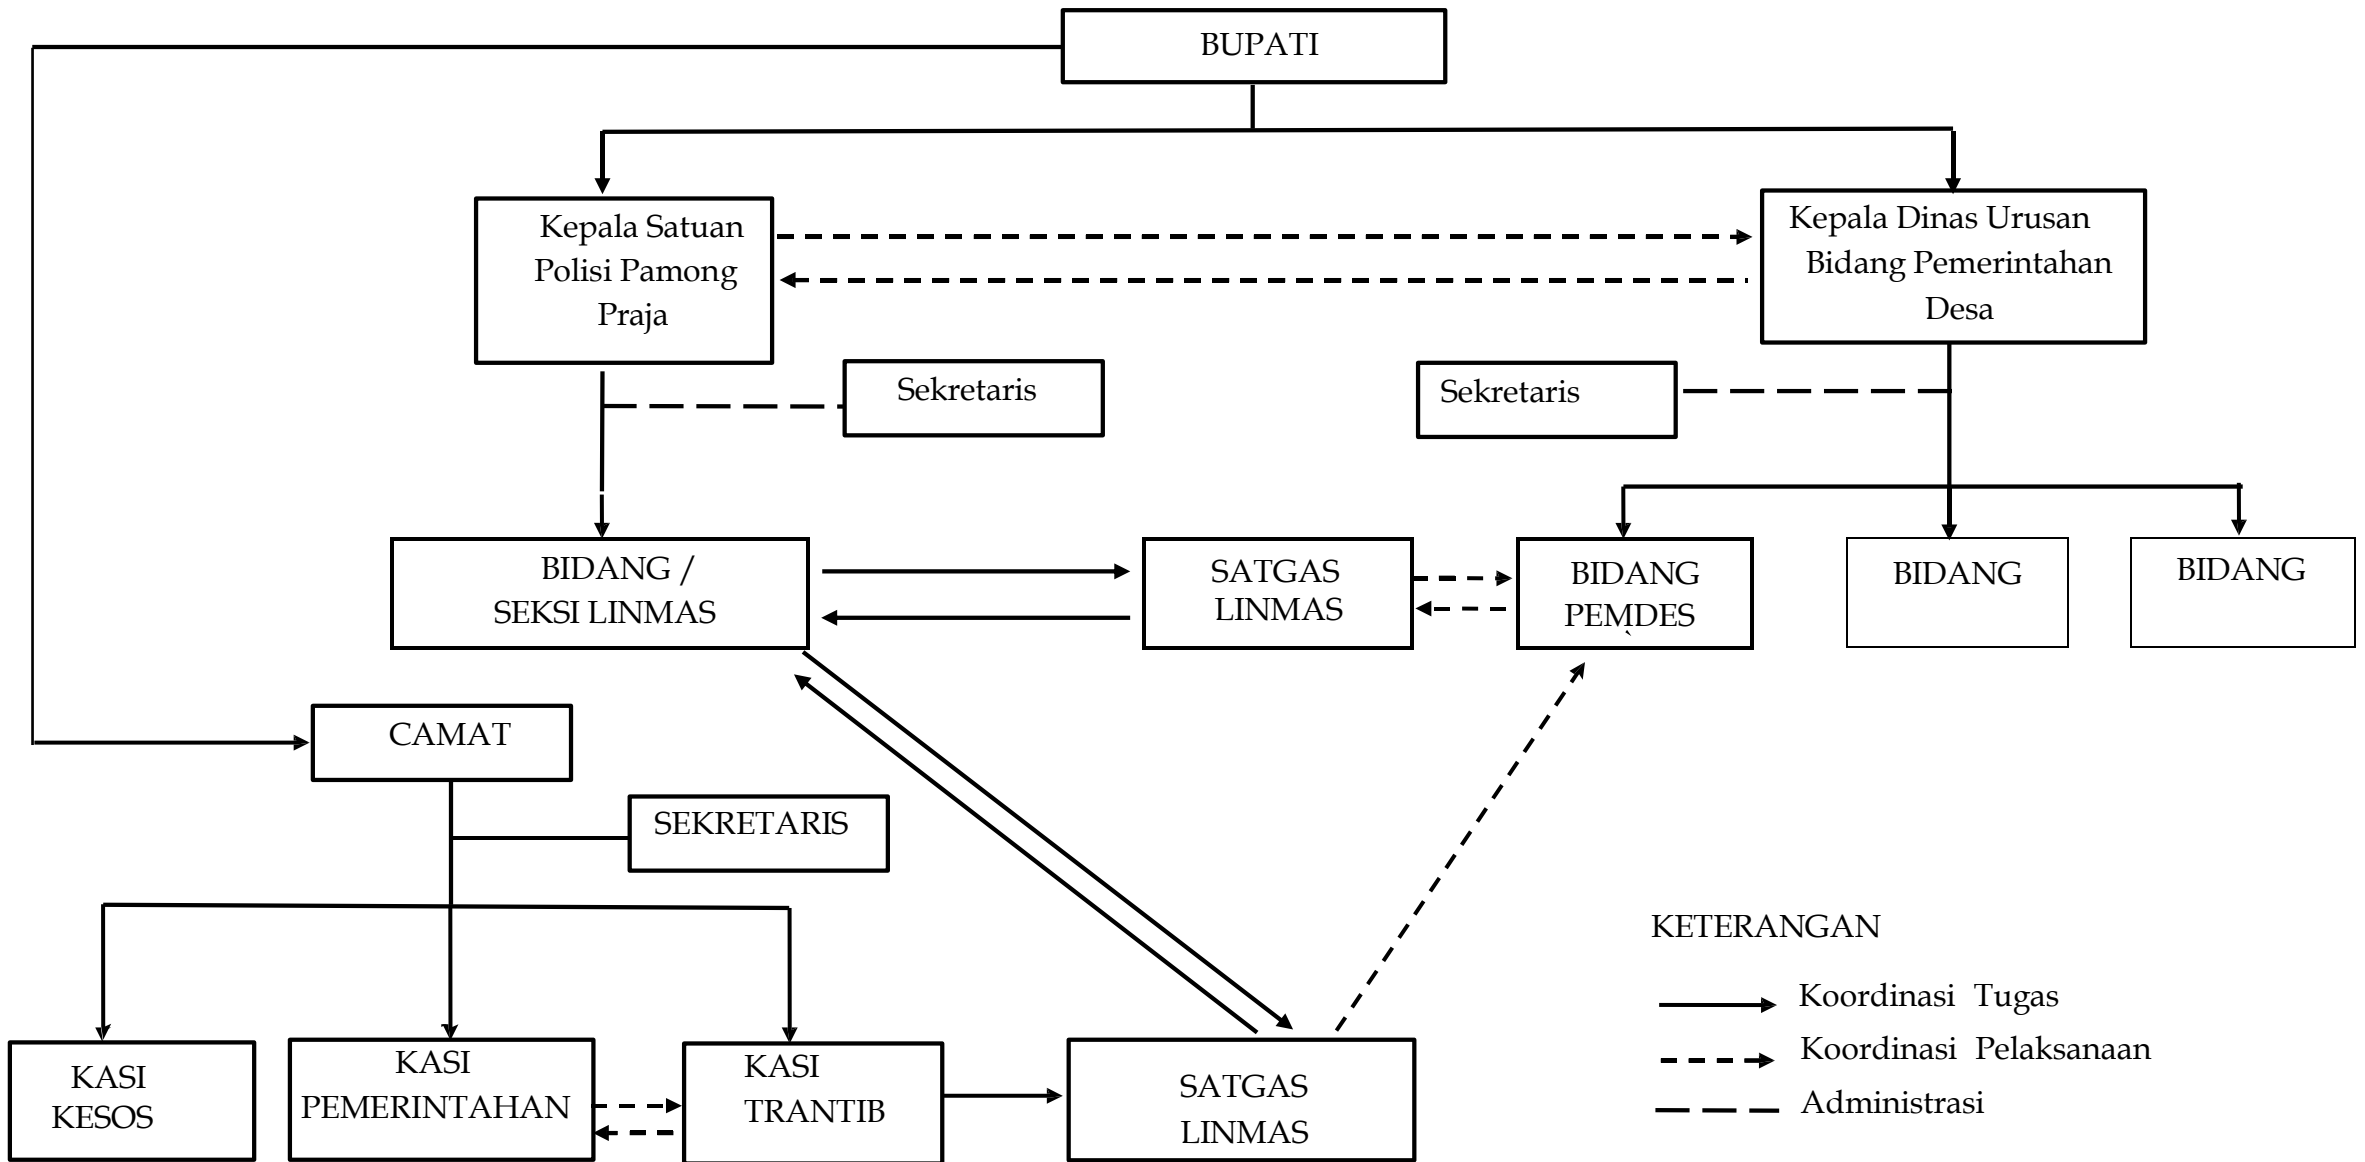 BUPATI
Kepala Satuan
Polisi Pamong
Praja
Kepala Dinas Urusan
Bidang Pemerintahan
Desa
Sekretaris
Sekretaris
BIDANG /
SEKSI LINMAS
SATGAS
LINMAS
BIDANG
PEMDES
BIDANG
BIDANG
CAMAT
SEKRETARIS
KASI
KESOS
KASI
PEMERINTAHAN
KASI
TRANTIB
SATGAS
LINMAS
KETERANGAN
Koordinasi Tugas
Koordinasi Pelaksanaan
Administrasi